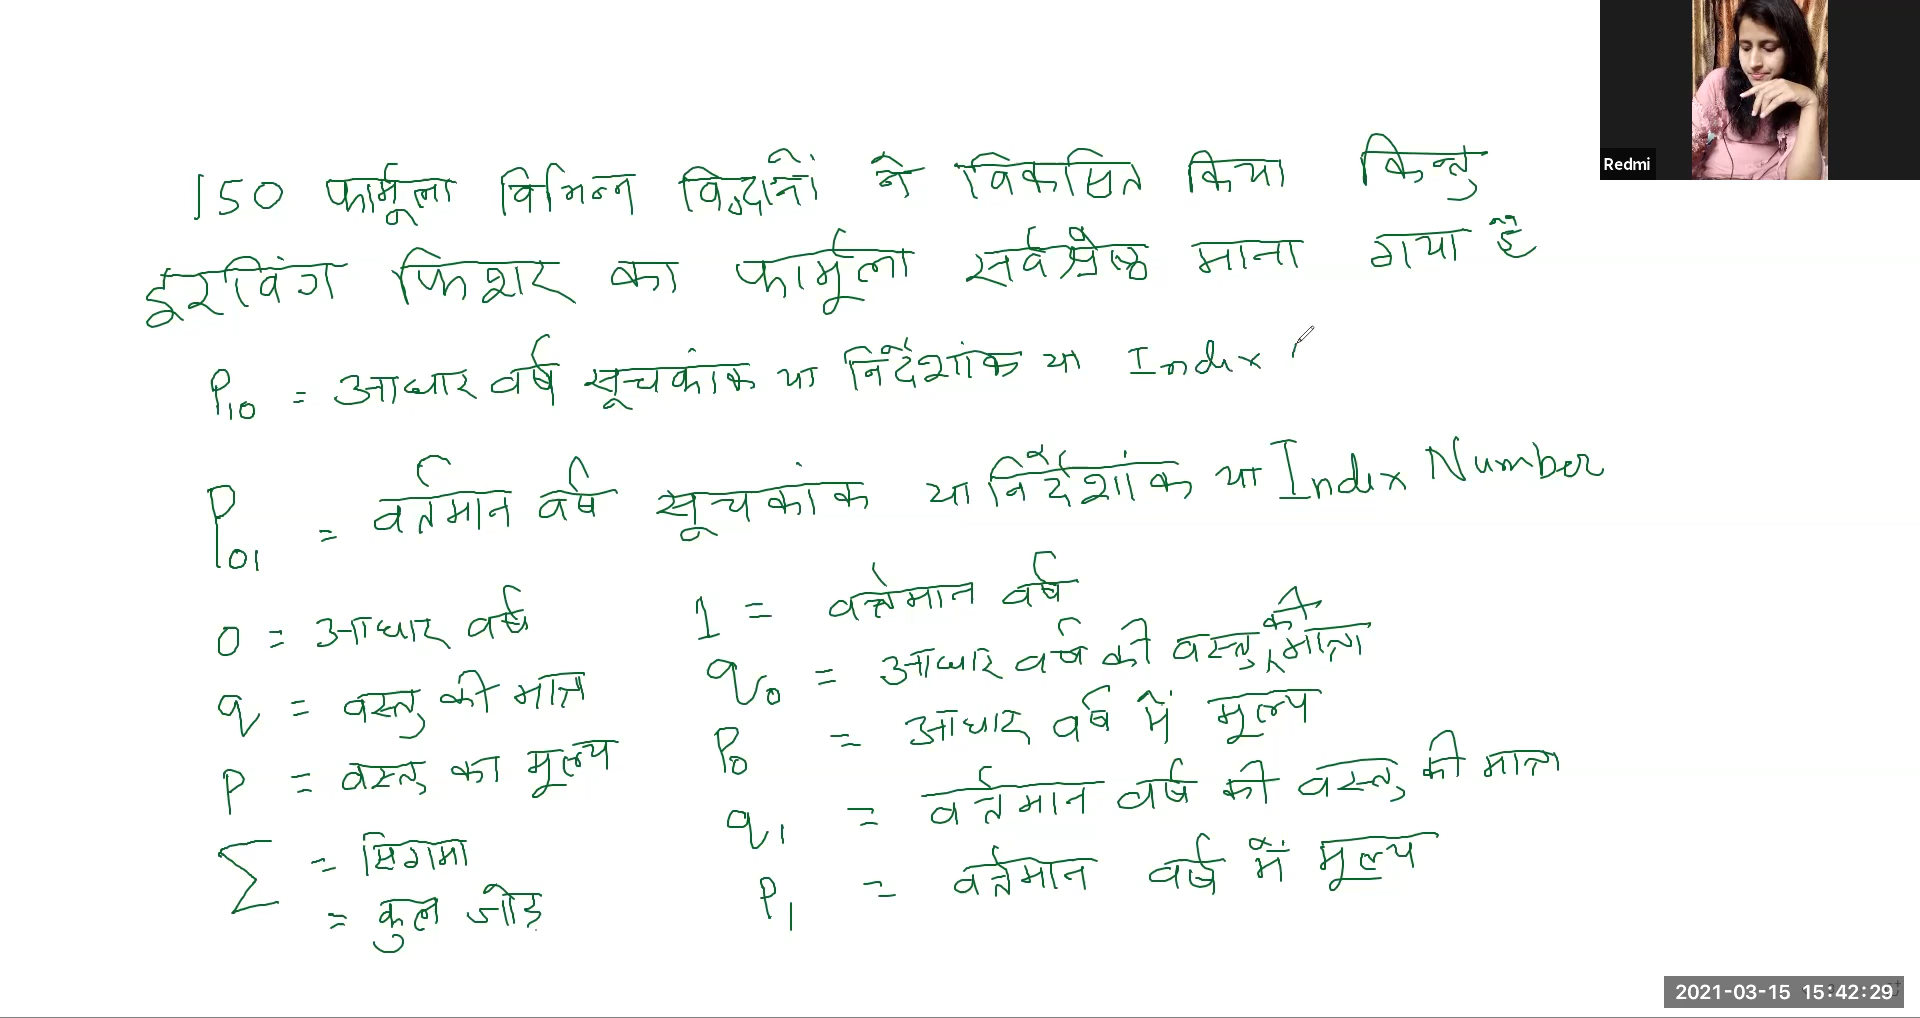 150 फार्मूला विभिन्न विद्वानों ने विकसित किया किन्तु
इरविंग फिशर का फार्मूला सर्वश्रेष्ठ माना गया है
P10 = आधार वर्ष सूचकांक या निर्देशांक या Index
P01 = वर्तमान वर्ष सूचकांक या निर्देशांक या Index Number
0 = आधार वर्ष 1 = वर्त्तमान वर्ष
q = वस्तु की मात्रा q0 = आधार वर्ष की वस्तु की मात्रा
P = वस्तु का मूल्य P0 = आधार वर्ष में मूल्य
∑ = सिगमा q1 = वर्तमान वर्ष की वस्तु की मात्रा
= कुल जोड़ P1 = वर्तमान वर्ष में मूल्य
Redmi
2021-03-15 15:42:29